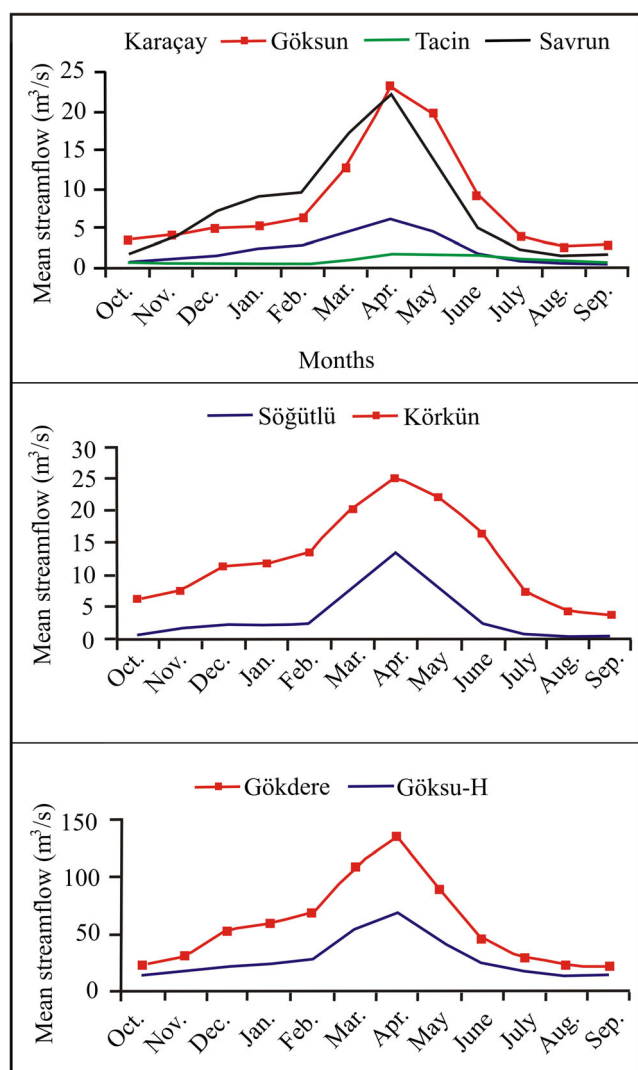 Karaçay Göksun Tacin Savrun
Mean streamflow (m³/s)
25
20
15
10
5
0
Oct. Nov. Dec. Jan. Feb. Mar. Apr. May June July Aug. Sep.
Months
Söğütlü Körkün
Mean streamflow (m³/s)
30
25
20
15
10
5
0
Oct. Nov. Dec. Jan. Feb. Mar. Apr. May June July Aug. Sep.
Gökdere Göksu-H
Mean streamflow (m³/s)
150
100
50
0
Oct. Nov. Dec. Jan. Feb. Mar. Apr. May June July Aug. Sep.